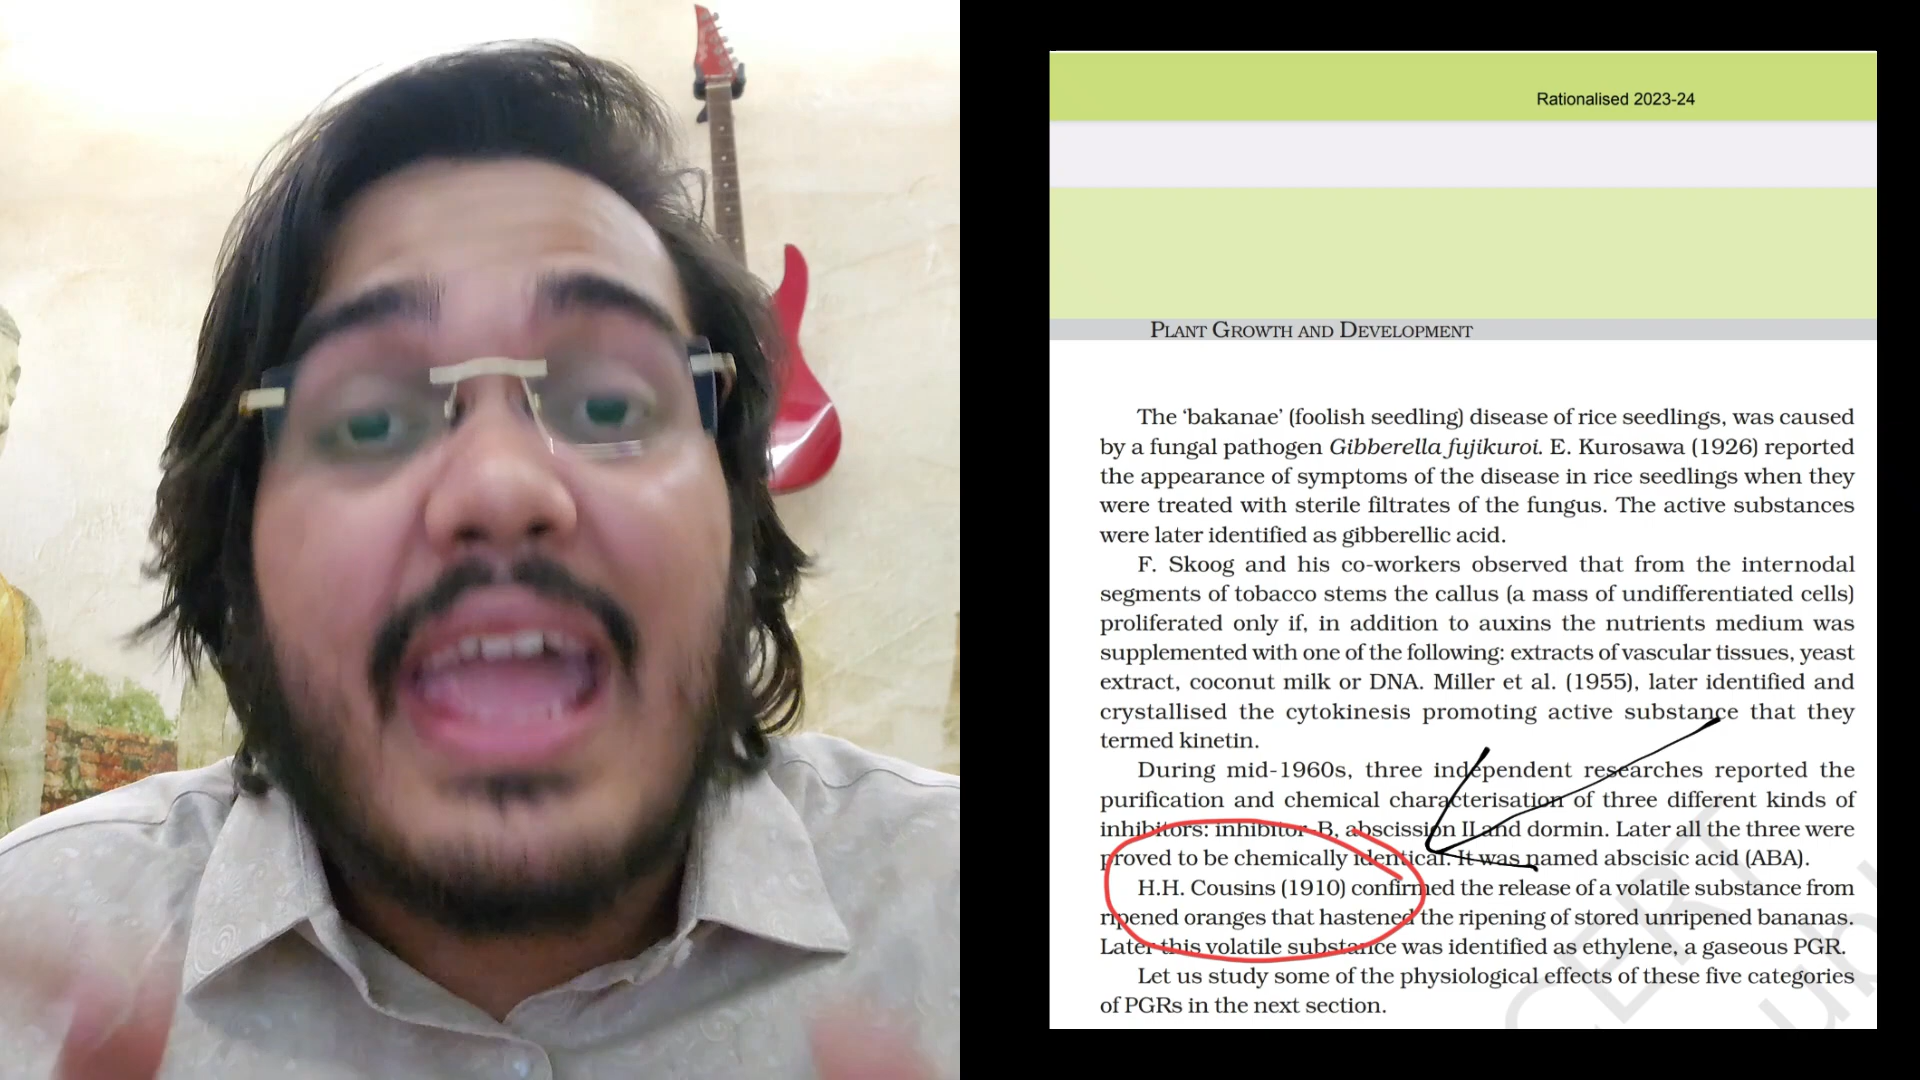 Rationalised 2023-24
PLANT GROWTH AND DEVELOPMENT
The ‘bakanae’ (foolish seedling) disease of rice seedlings, was caused
by a fungal pathogen Gibberella fujikuroi. E. Kurosawa (1926) reported
the appearance of symptoms of the disease in rice seedlings when they
were treated with sterile filtrates of the fungus. The active substances
were later identified as gibberellic acid.
F. Skoog and his co-workers observed that from the internodal
segments of tobacco stems the callus (a mass of undifferentiated cells)
proliferated only if, in addition to auxins the nutrients medium was
supplemented with one of the following: extracts of vascular tissues, yeast
extract, coconut milk or DNA. Miller et al. (1955), later identified and
crystallised the cytokinesis promoting active substance that they
termed kinetin.
During mid-1960s, three independent researches reported the
purification and chemical characterisation of three different kinds of
inhibitors: inhibitor-B, abscission II and dormin. Later all the three were
proved to be chemically identical. It was named abscisic acid (ABA).
H.H. Cousins (1910) confirmed the release of a volatile substance from
ripened oranges that hastened the ripening of stored unripened bananas.
Later this volatile substance was identified as ethylene, a gaseous PGR.
Let us study some of the physiological effects of these five categories
of PGRs in the next section.